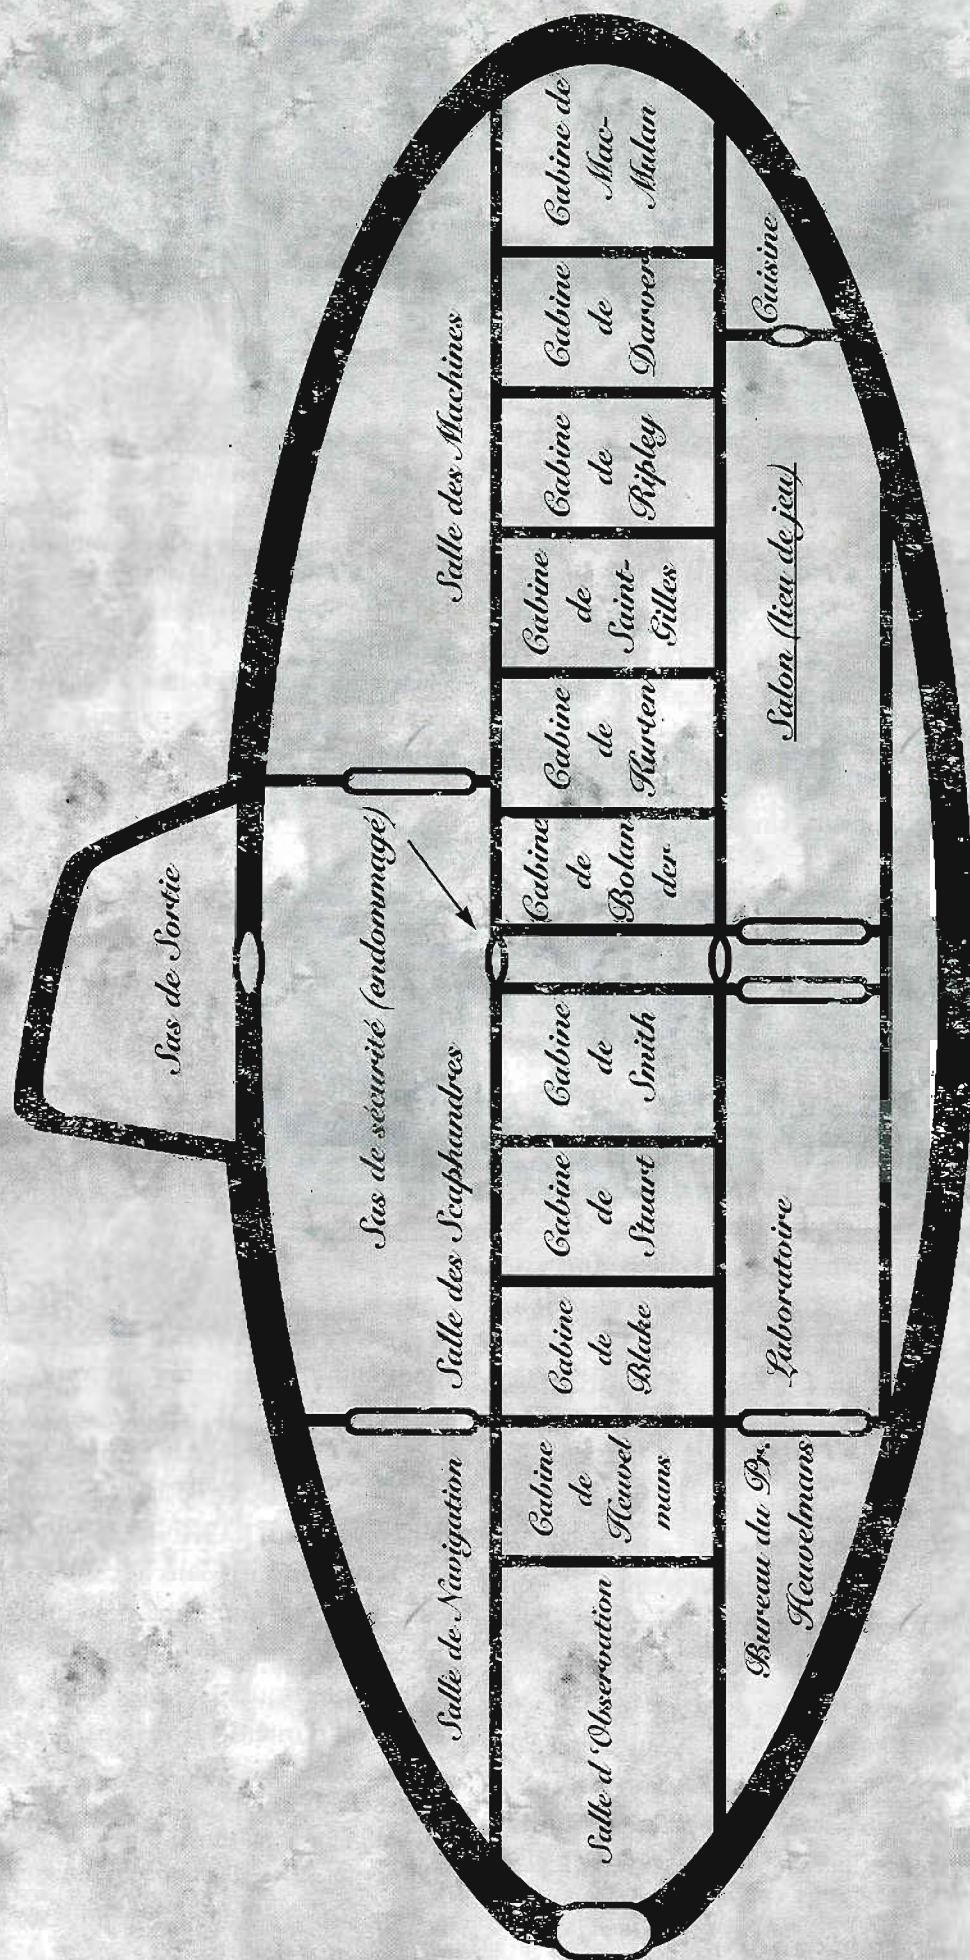 Sas de Sortie
Sas de sécurité (endommagé)
Salle de Navigation
Salle des Scaphandres
Salle des Machines
Salle d'Observation
Cabine
de
Heuvel
mans
Cabine
de
Blake
Cabine
de
Stuart
Cabine
de
Smith
Cabine
de
Bolan
der
Cabine
de
Kurten
Cabine
de
Saint-
Gilles
Cabine
de
Ripley
Cabine
de
Darver
Cabine de
Mac-
Mulan
Bureau du Pr.
Heuvelmans
Laboratoire
Salon (lieu de jeu)
Cuisine